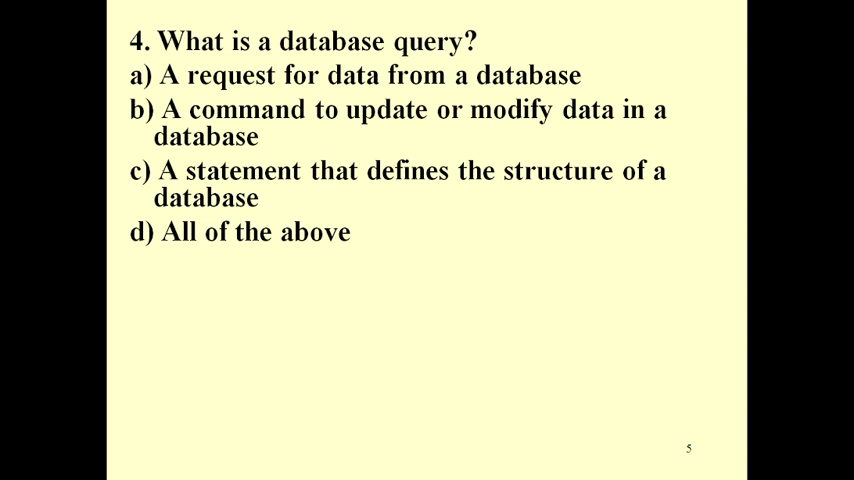 4. What is a database query?
a) A request for data from a database
b) A command to update or modify data in a
database
c) A statement that defines the structure of a
database
d) All of the above
5